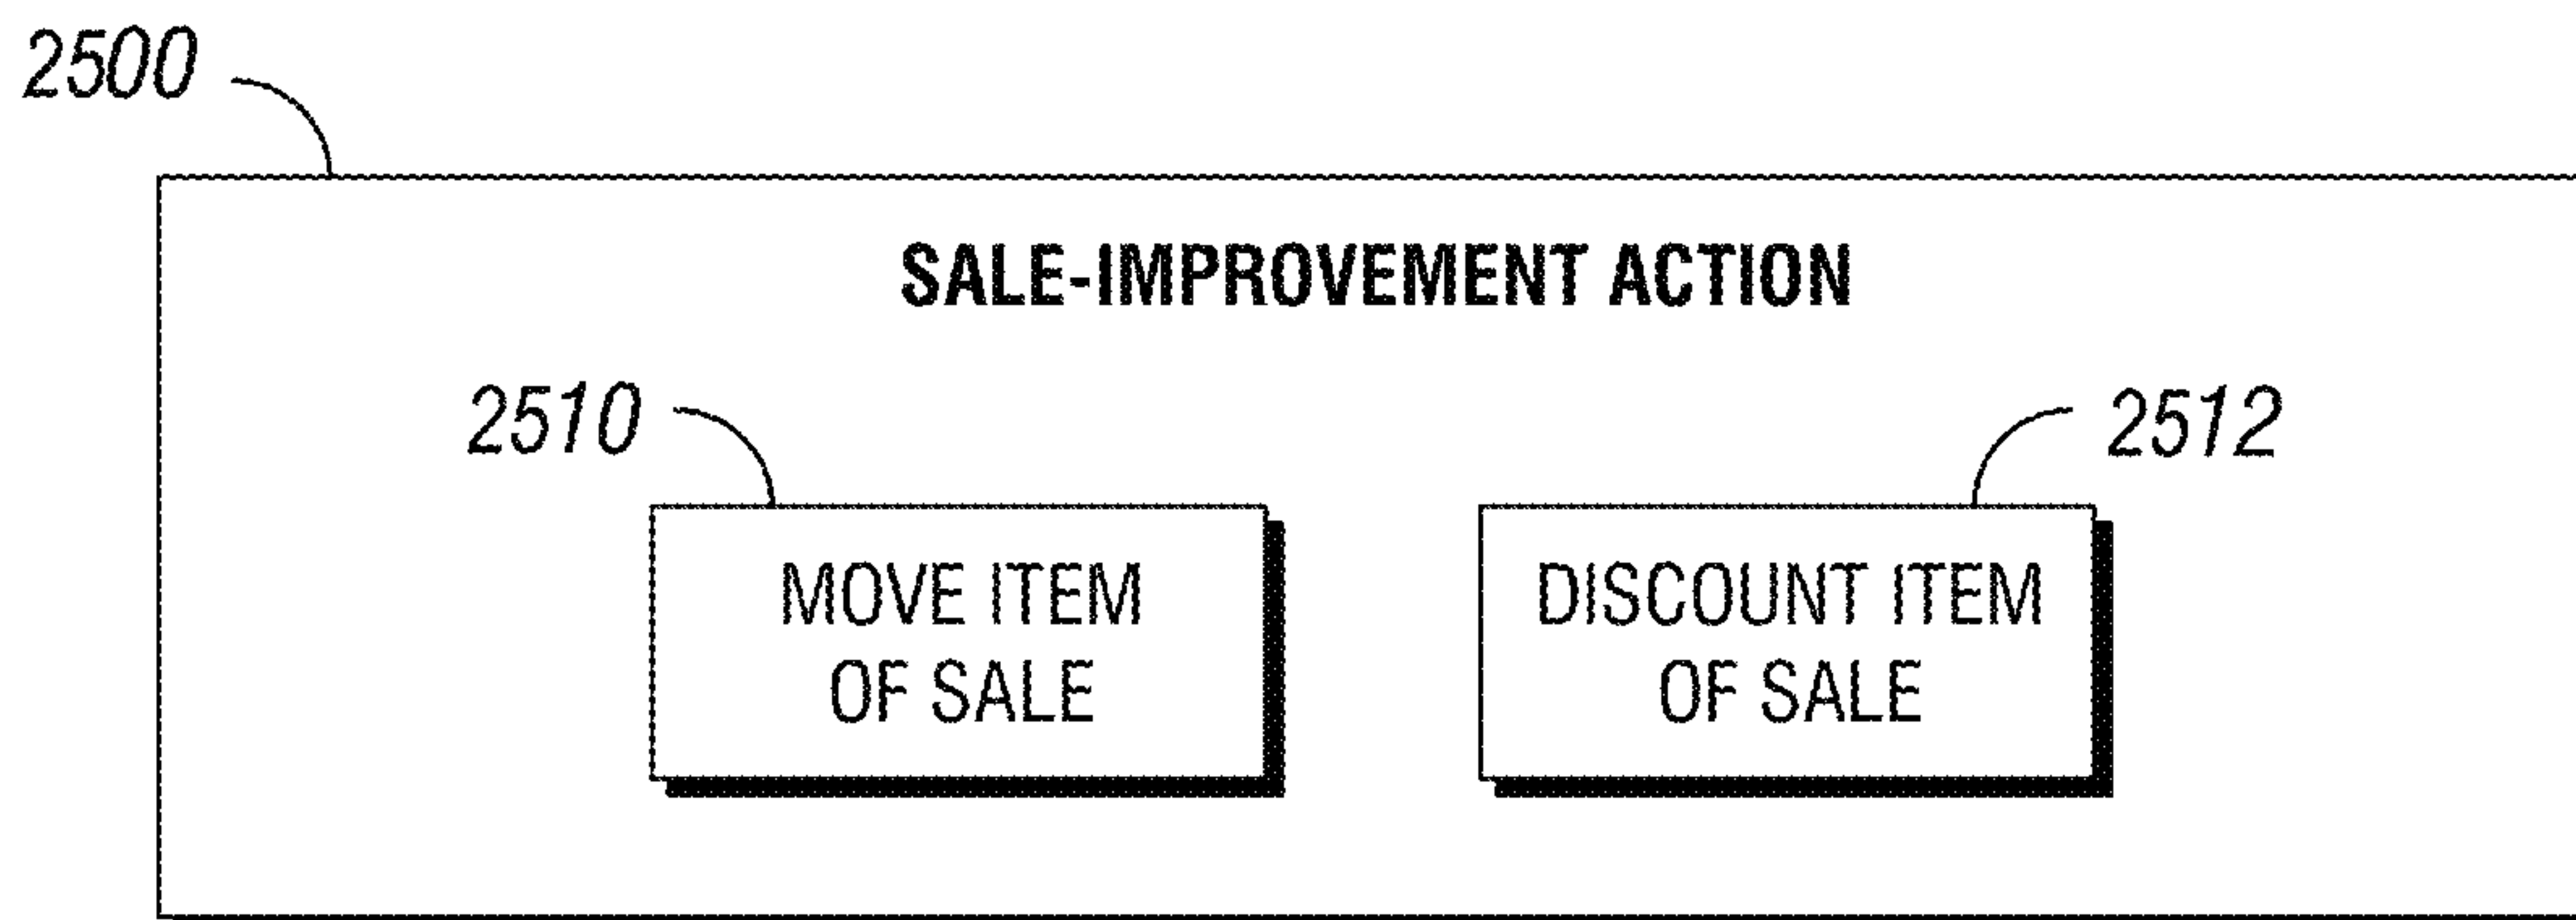 2500
SALE-IMPROVEMENT ACTION
2510
2512
MOVE ITEM
OF SALE
DISCOUNT ITEM
OF SALE